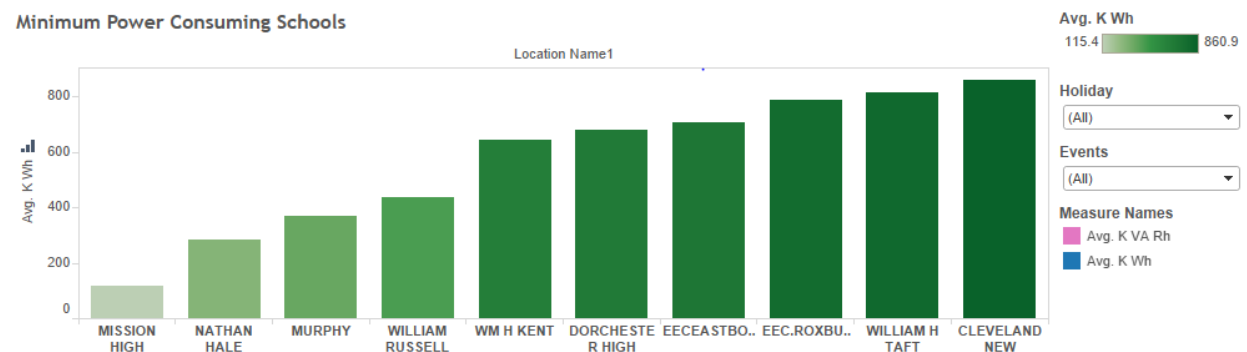 Minimum Power Consuming Schools
Location Name1
Avg. K Wh
800
600
400
200
0
MISSION
HIGH
NATHAN
HALE
MURPHY
WILLIAM
RUSSELL
WM H KENT
DORCHESTE
R HIGH
EECEASTBO..
EEC.ROXBU..
WILLIAM H
TAFT
CLEVELAND
NEW
Avg. K Wh
115.4 860.9
Holiday
(All)
Events
(All)
Measure Names
Avg. K VA Rh
Avg. K Wh